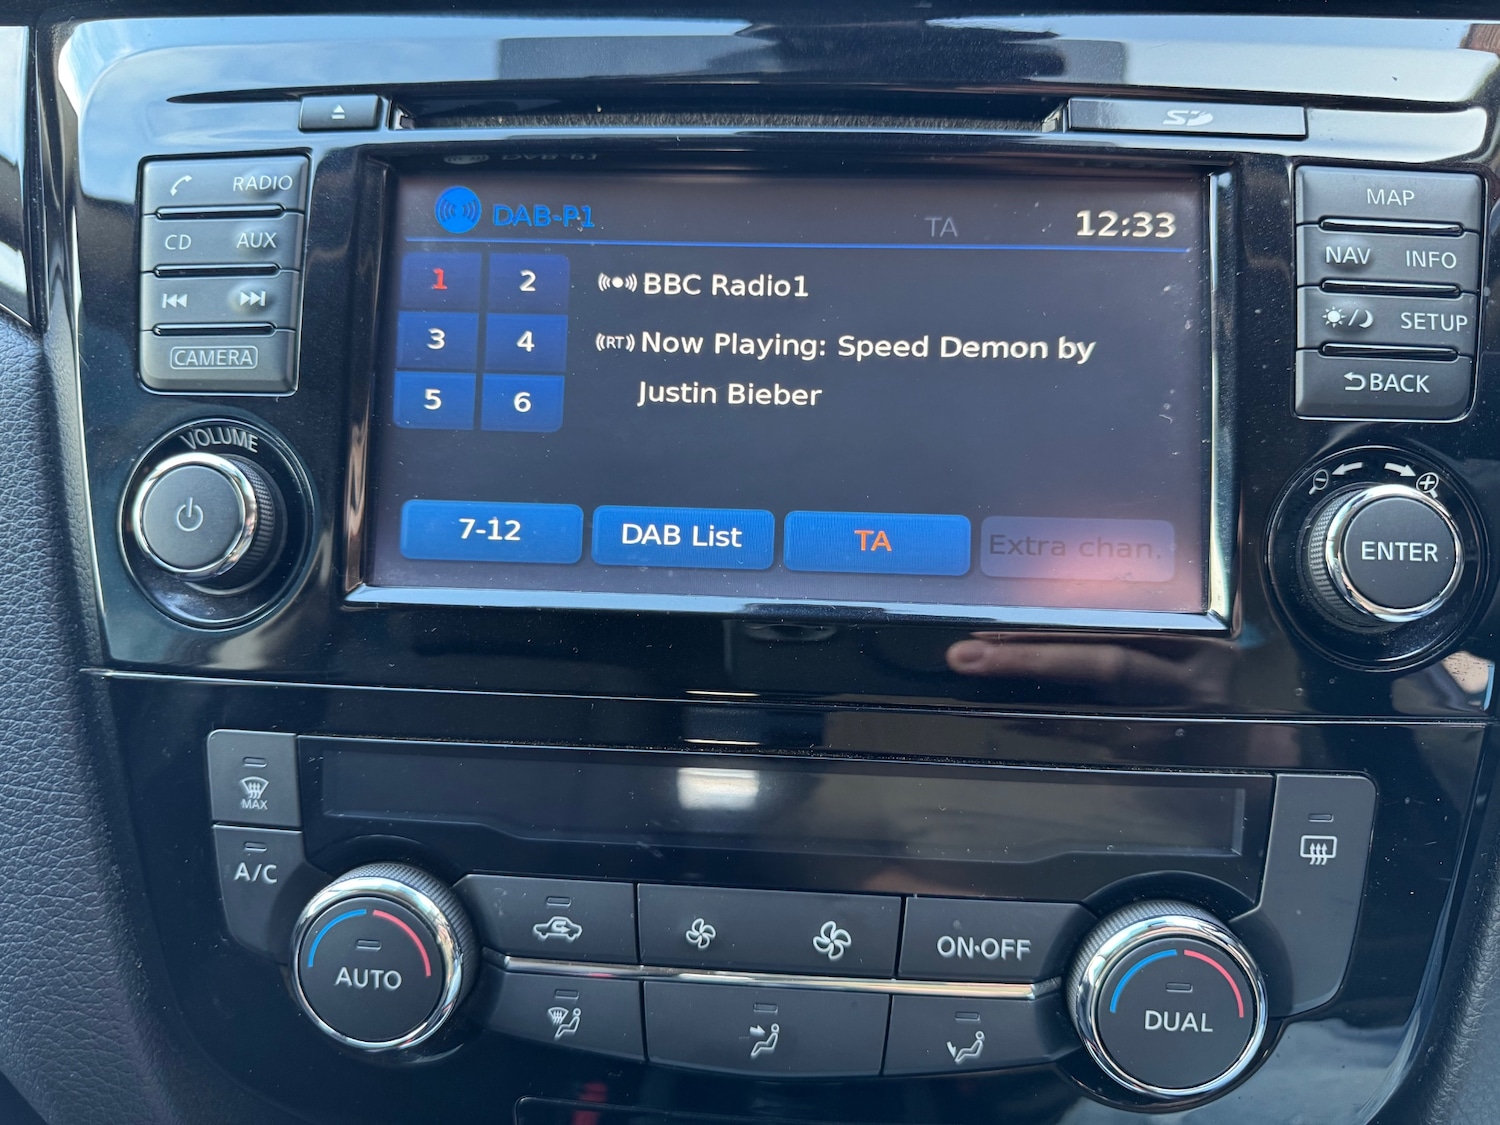 SD
RADIO
CD AUX
CAMERA
VOLUME
DAB-P1
TA
12:33
1 2
3 4
5 6
BBC Radio1
((RT)) Now Playing: Speed Demon by
Justin Bieber
7-12
DAB List
TA
Extra chan.
MAP
NAV INFO
SETUP
BACK
ENTER
MAX
A/C
AUTO
ON·OFF
DUAL